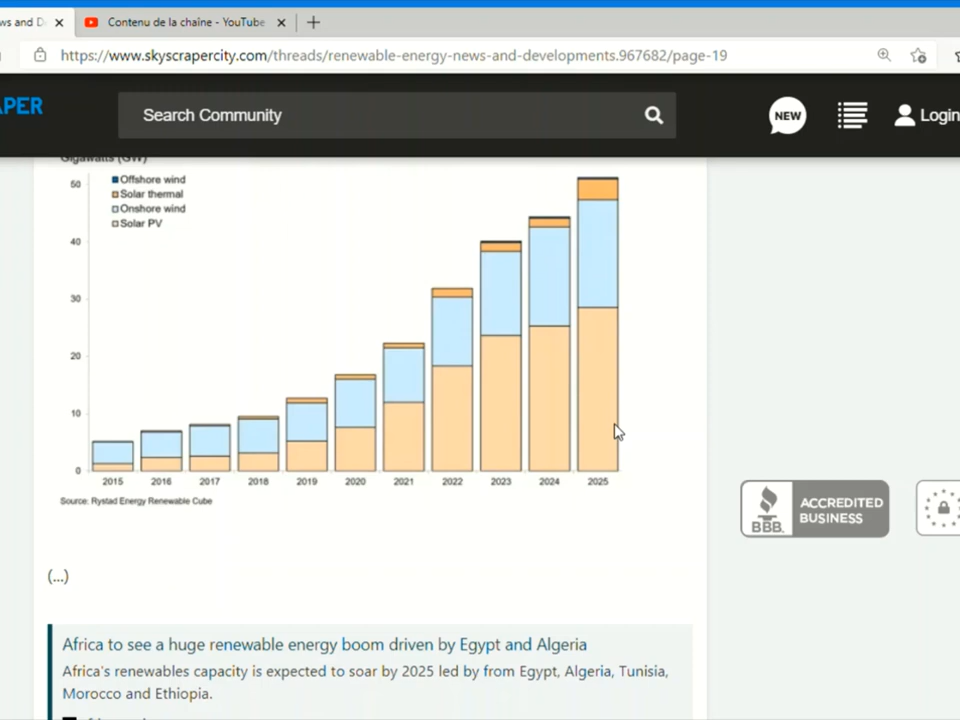 ws and D
Contenu de la chaîne - YouTube
https://www.skyscrapercity.com/threads/renewable-energy-news-and-developments.967682/page-19
APER
Search Community
NEW
Login
Gigawatts (GW)
Offshore wind
Solar thermal
Onshore wind
Solar PV
50
40
30
20
10
0
2015 2016 2017 2018 2019 2020 2021 2022 2023 2024 2025
Source: Rystad Energy Renewable Cube
BBB.
ACCREDITED
BUSINESS
(...)
Africa to see a huge renewable energy boom driven by Egypt and Algeria
Africa's renewables capacity is expected to soar by 2025 led by from Egypt, Algeria, Tunisia,
Morocco and Ethiopia.